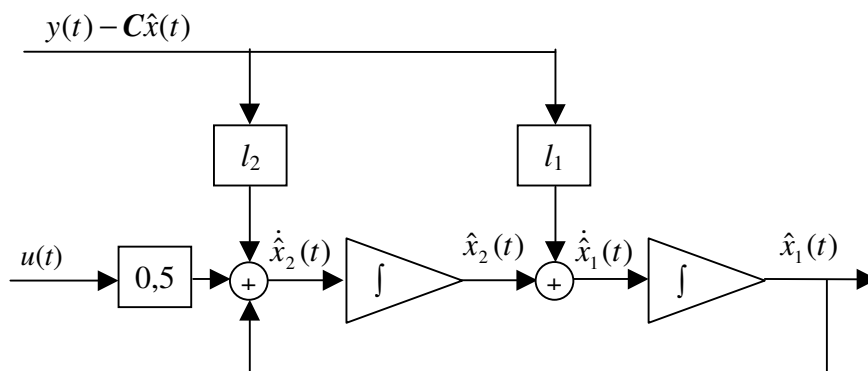 y(t) − Cx̂(t)
l₂
l₁
u(t)
0,5
+
ẋ̂₂(t)
∫
x̂₂(t)
+
ẋ̂₁(t)
∫
x̂₁(t)